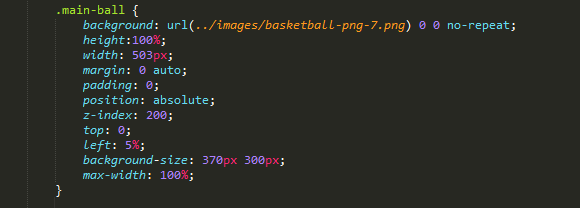 .main-ball {
background: url(../images/basketball-png-7.png) 0 0 no-repeat;
height:100%;
width: 503px;
margin: 0 auto;
padding: 0;
position: absolute;
z-index: 200;
top: 0;
left: 5%;
background-size: 370px 300px;
max-width: 100%;
}